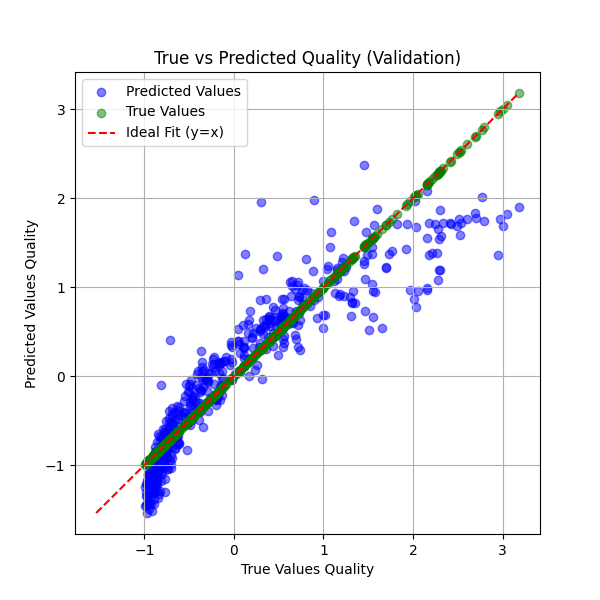 True vs Predicted Quality (Validation)
Predicted Values
True Values
Ideal Fit (y=x)
Predicted Values Quality
3
2
1
0
−1
−1 0 1 2 3
True Values Quality